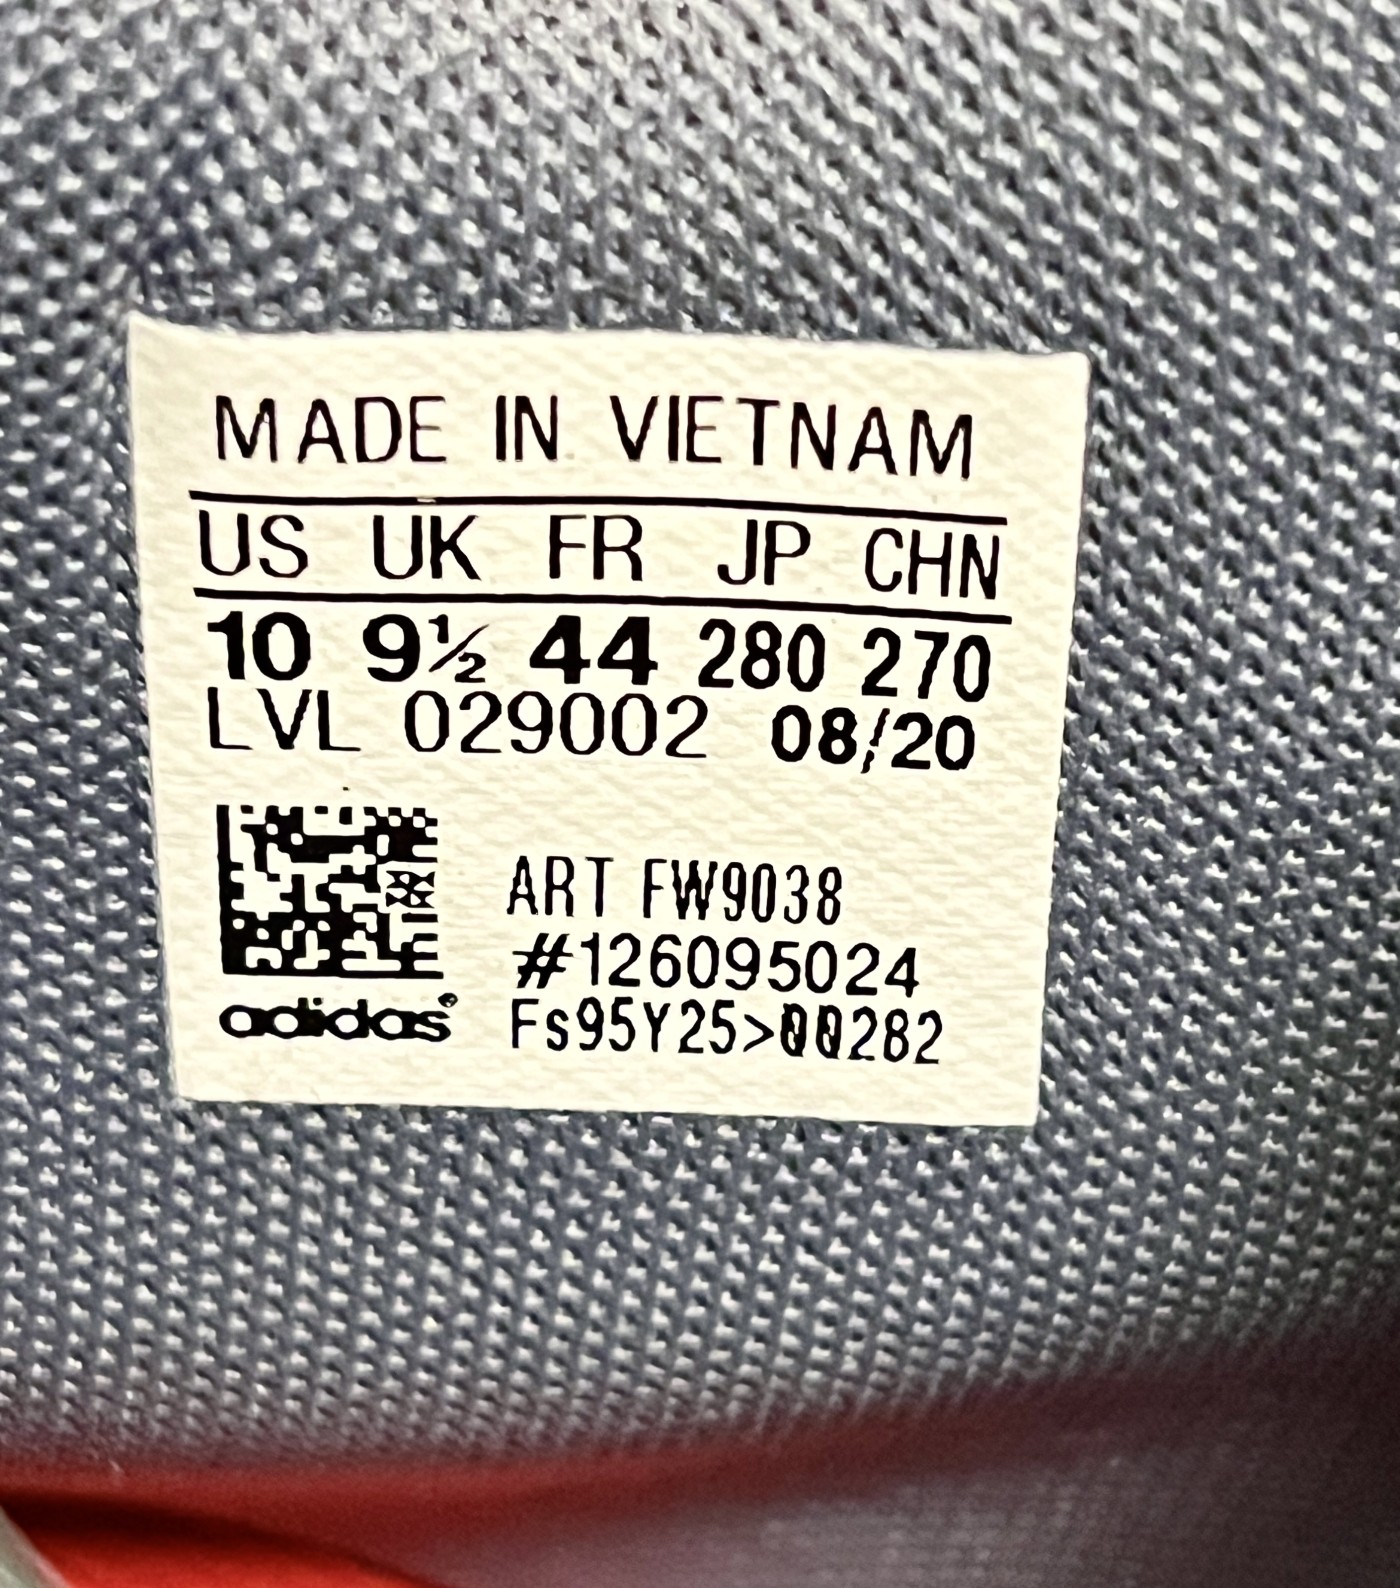 MADE IN VIETNAM
US UK FR JP CHN
10 9½ 44 280 270
LVL 029002 08/20
ART FW9038
#126095024
adidas®
Fs95Y25>00282